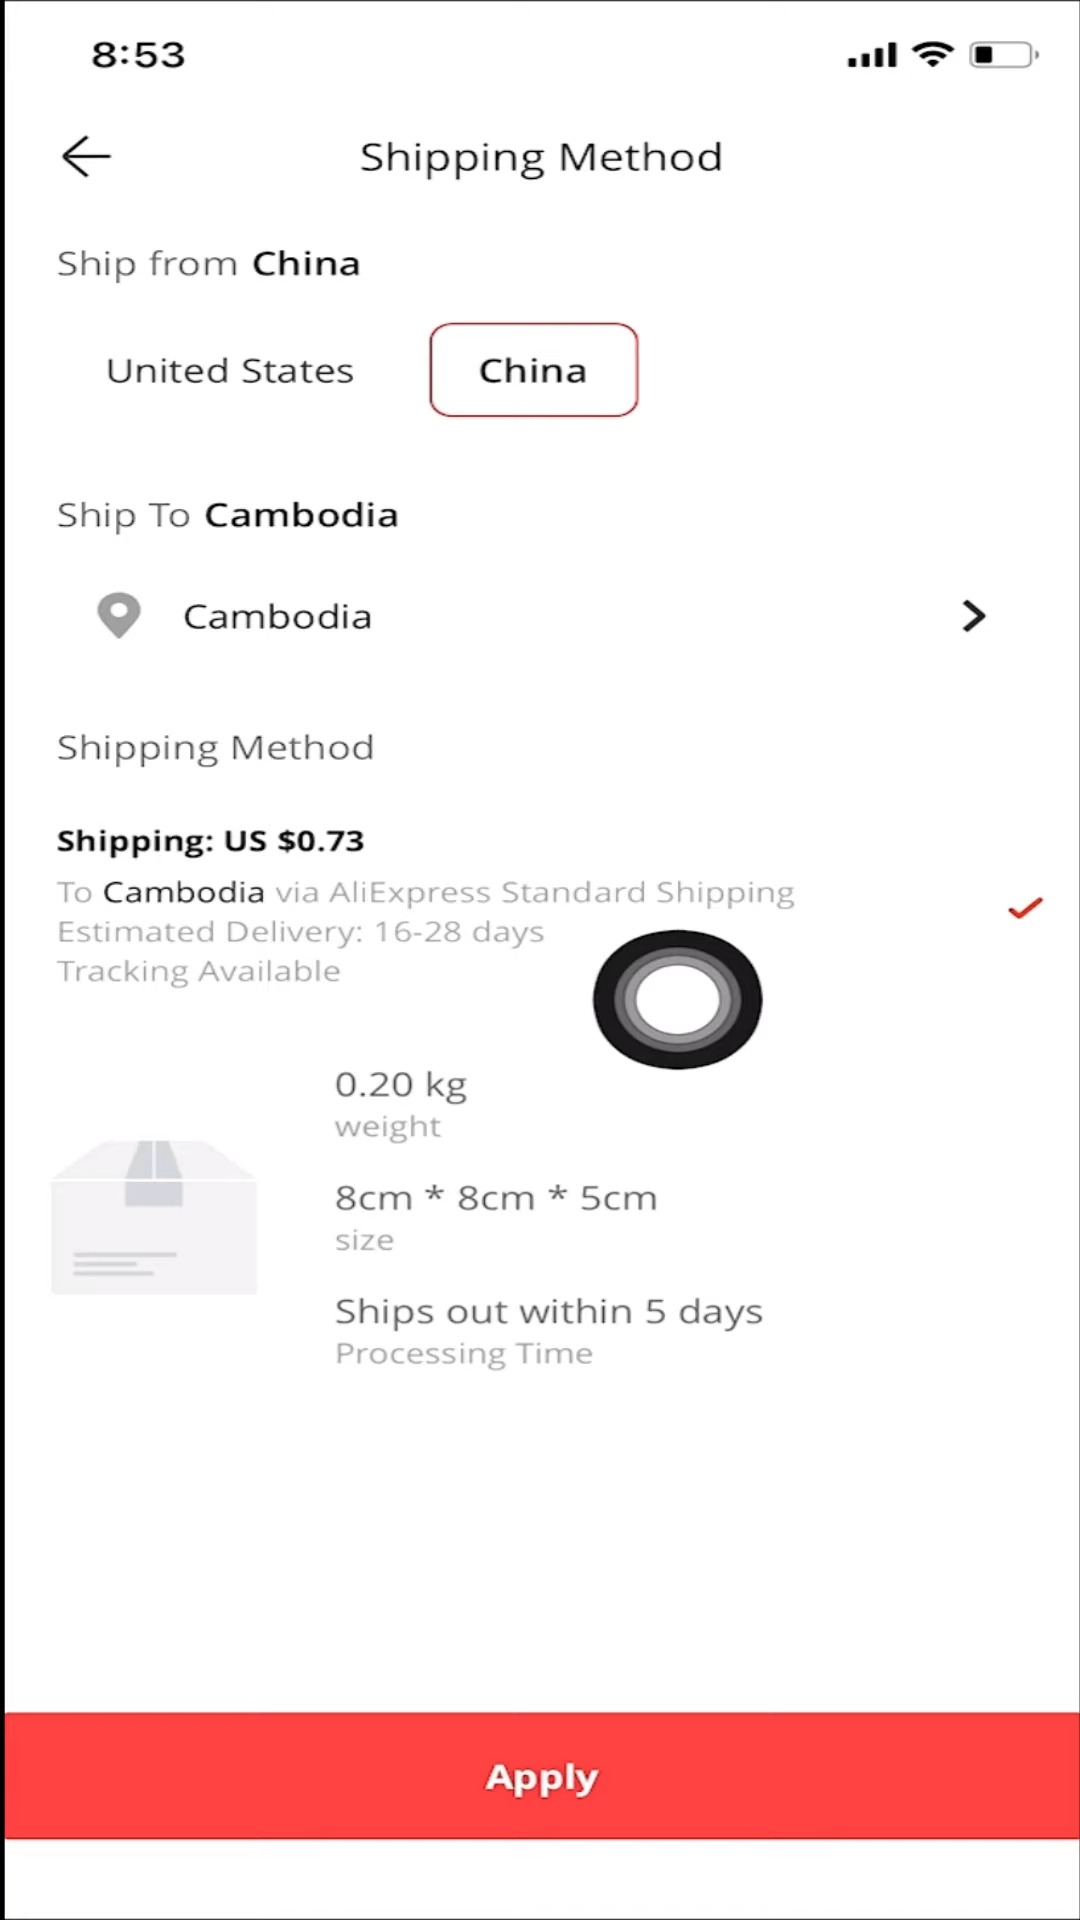 8:53
Shipping Method
Ship from China
United States
China
Ship To Cambodia
Cambodia
Shipping Method
Shipping: US $0.73
To Cambodia via AliExpress Standard Shipping
Estimated Delivery: 16-28 days
Tracking Available
0.20 kg
weight
8cm * 8cm * 5cm
size
Ships out within 5 days
Processing Time
Apply